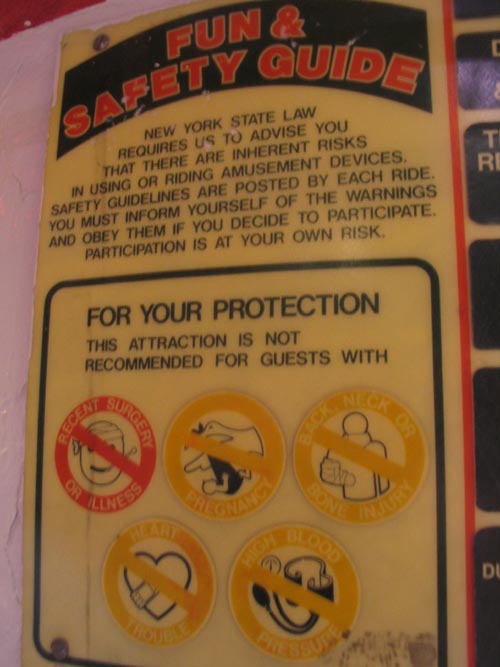 FUN &
SAFETY GUIDE
NEW YORK STATE LAW
REQUIRES US TO ADVISE YOU
THAT THERE ARE INHERENT RISKS
IN USING OR RIDING AMUSEMENT DEVICES.
SAFETY GUIDELINES ARE POSTED BY EACH RIDE.
YOU MUST INFORM YOURSELF OF THE WARNINGS
AND OBEY THEM IF YOU DECIDE TO PARTICIPATE.
PARTICIPATION IS AT YOUR OWN RISK.
FOR YOUR PROTECTION
THIS ATTRACTION IS NOT
RECOMMENDED FOR GUESTS WITH
RECENT SURGERY
OR ILLNESS
PREGNANCY
BACK, NECK OR
BONE INJURY
HEART
TROUBLE
HIGH BLOOD
PRESSURE